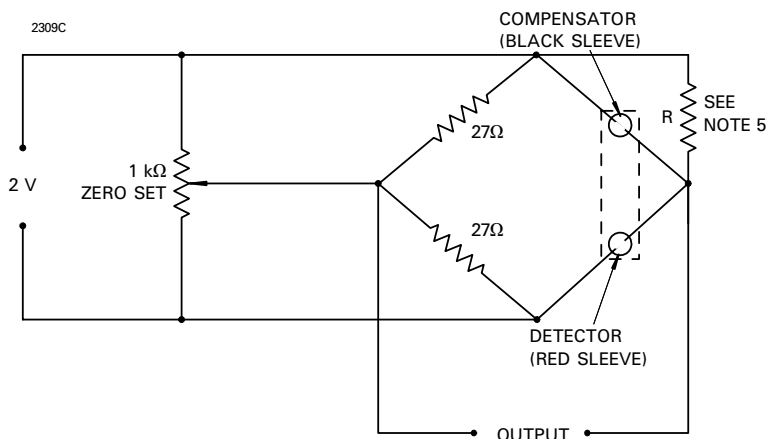 2309C
COMPENSATOR
(BLACK SLEEVE)
R
SEE
NOTE 5
27Ω
1 kΩ
ZERO SET
2 V
27Ω
DETECTOR
(RED SLEEVE)
OUTPUT